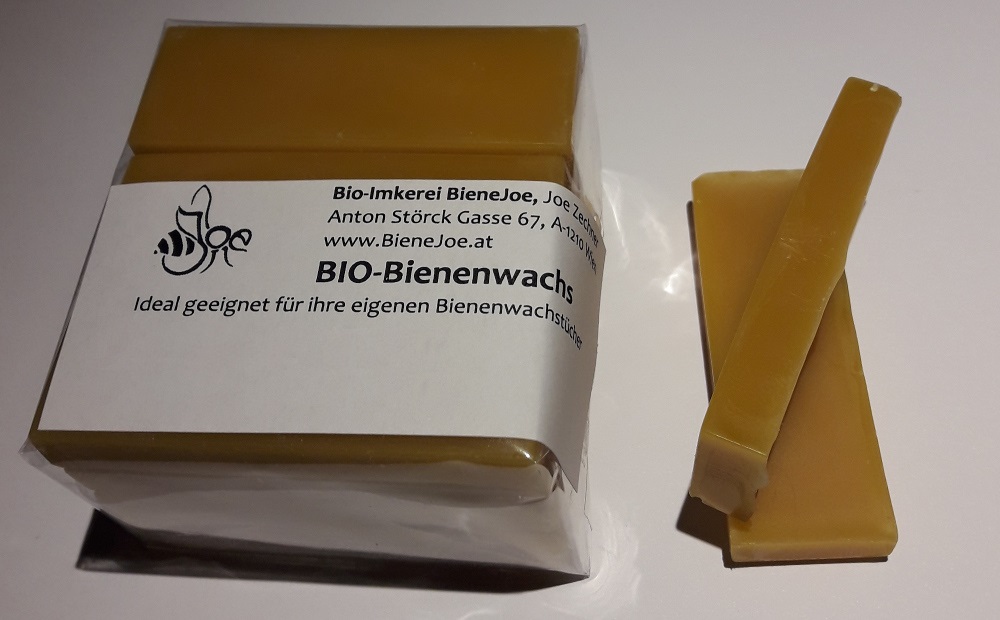 Joe
Bio-Imkerei BieneJoe, Joe Zechner
Anton Störck Gasse 67, A-1210 Wien
www.BieneJoe.at
BIO-Bienenwachs
Ideal geeignet für ihre eigenen Bienenwachstücher